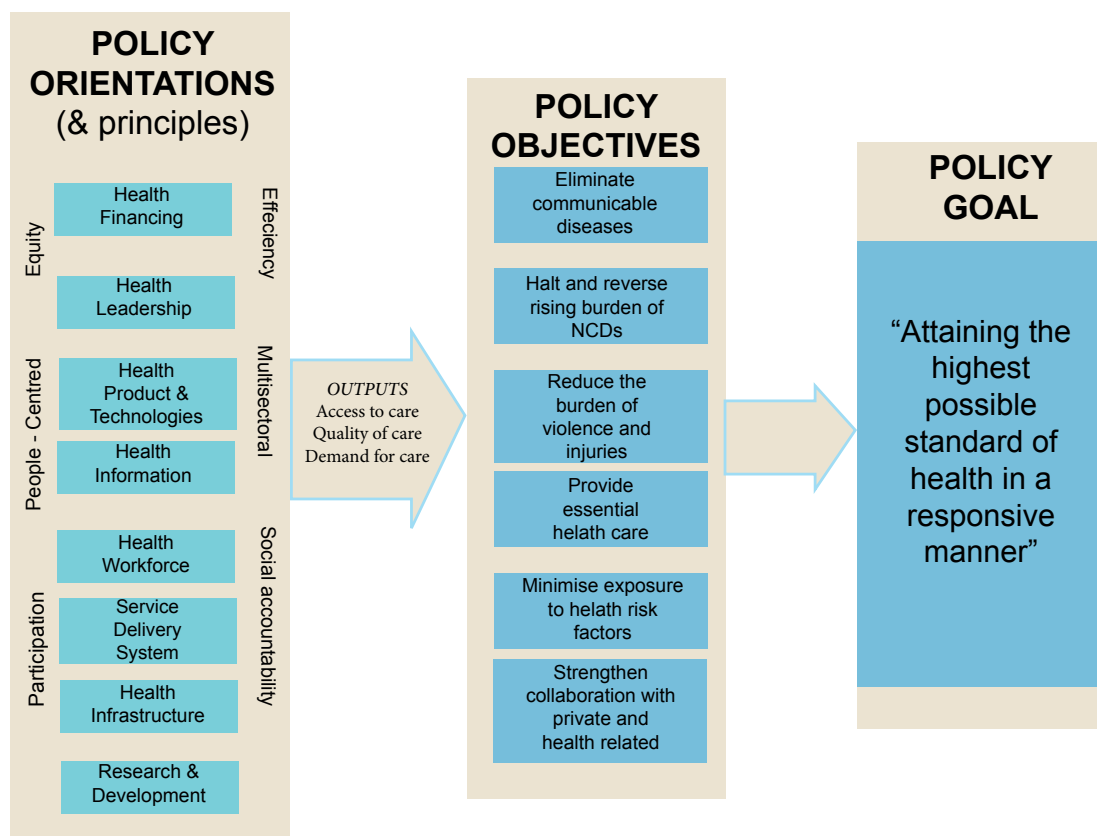 POLICY
ORIENTATIONS
(& principles)
Equity
People - Centred
Participation
Health
Financing
Health
Leadership
Health
Product &
Technologies
Health
Information
Health
Workforce
Service
Delivery
System
Health
Infrastructure
Research &
Development
Effeciency
Multisectoral
Social accountability
OUTPUTS
Access to care
Quality of care
Demand for care
POLICY
OBJECTIVES
Eliminate
communicable
diseases
Halt and reverse
rising burden of
NCDs
Reduce the
burden of
violence and
injuries
Provide
essential
helath care
Minimise exposure
to helath risk
factors
Strengthen
collaboration with
private and
health related
POLICY
GOAL
“Attaining the
highest
possible
standard of
health in a
responsive
manner”